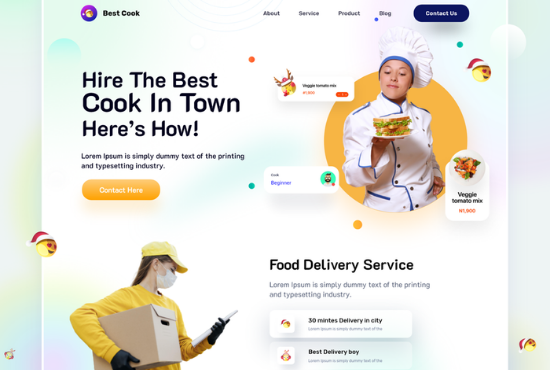 Best Cook
About Service Product Blog Contact Us
Hire The Best
Cook In Town
Here's How!
Lorem Ipsum is simply dummy text of the printing
and typesetting industry.
Contact Here
Veggie tomato mix
N1,900
Cook
Beginner
Veggie
tomato mix
N1,900
Food Delivery Service
Lorem Ipsum is simply dummy text of the printing
and typesetting industry.
30 mintes Delivery in city
Lorem Ipsum is simply dummy text of the
Best Delivery boy
Lorem Ipsum is simply dummy text of the